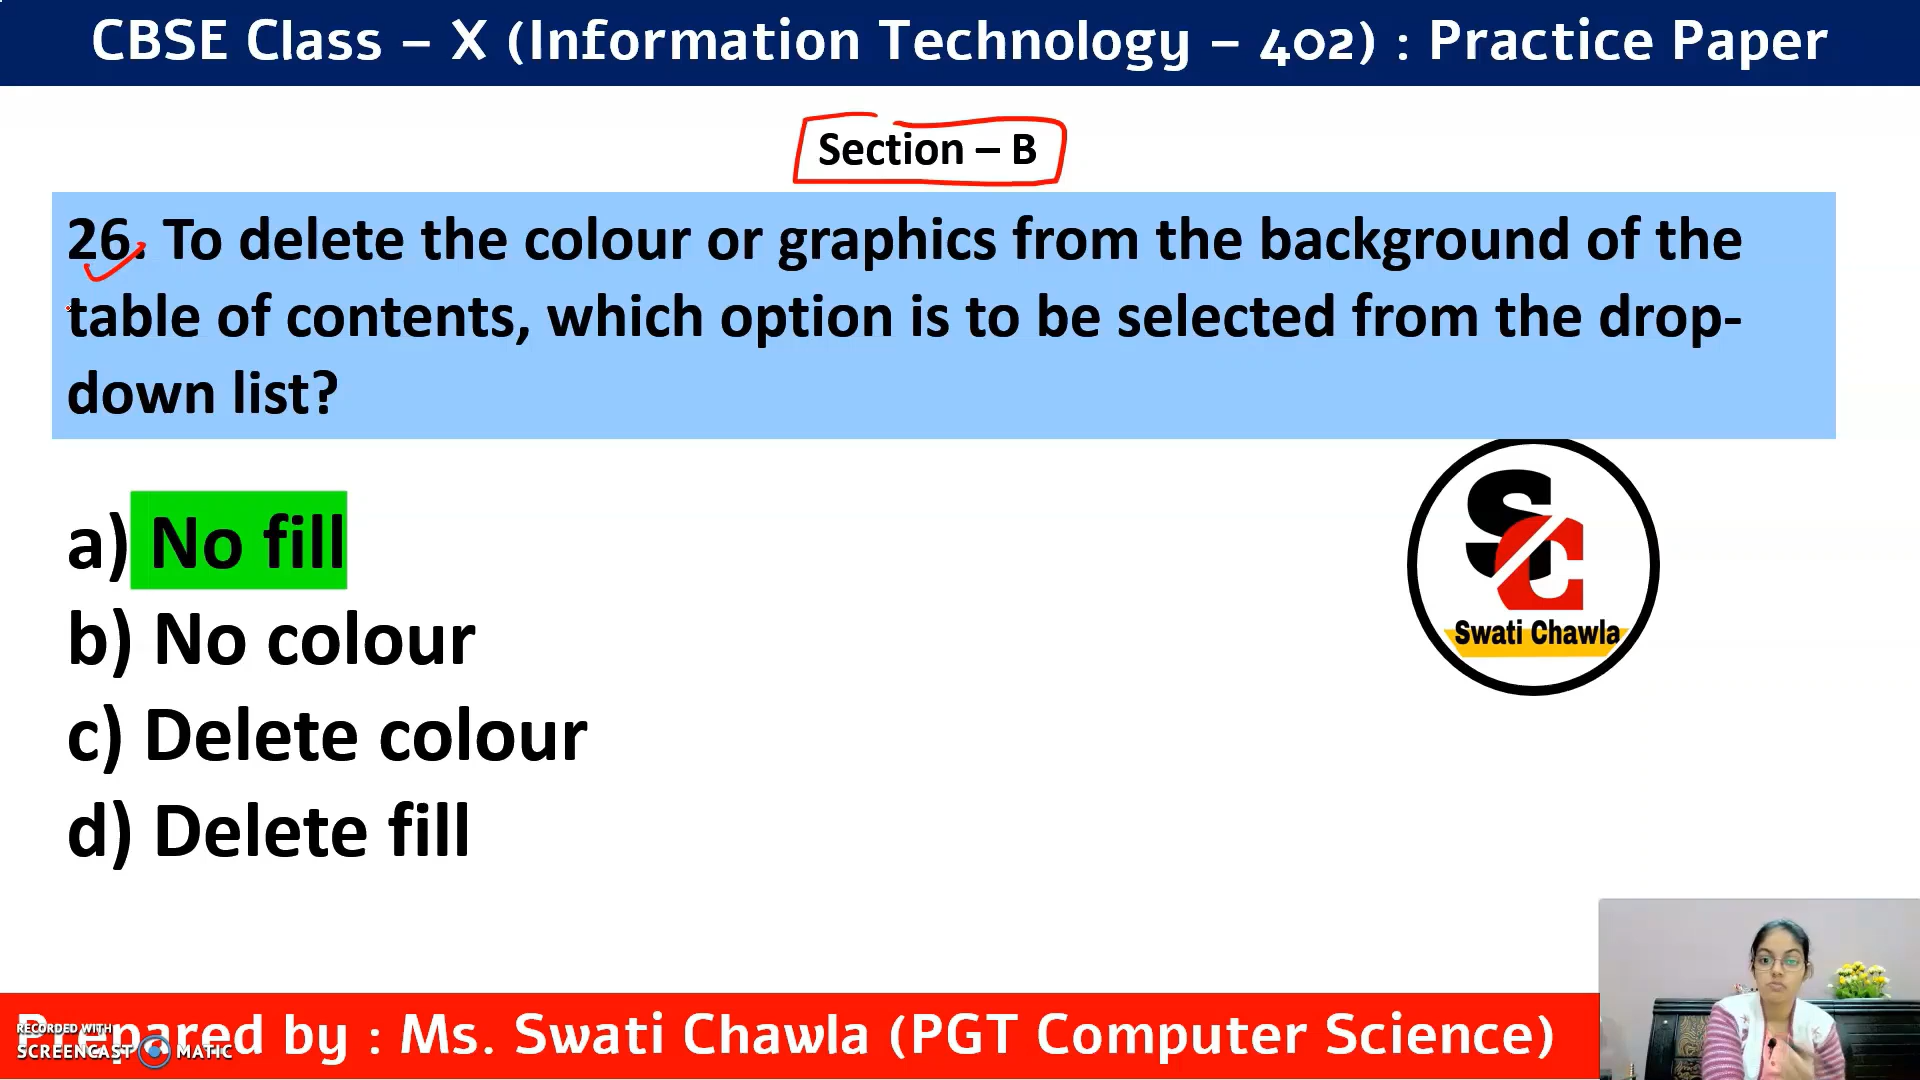 CBSE Class – X (Information Technology – 402) : Practice Paper
Section – B
26. To delete the colour or graphics from the background of the
table of contents, which option is to be selected from the drop-
down list?
a) No fill
b) No colour
c) Delete colour
d) Delete fill
SC
Swati Chawla
Prepared by : Ms. Swati Chawla (PGT Computer Science)
RECORDED WITH
SCREENCAST MATIC